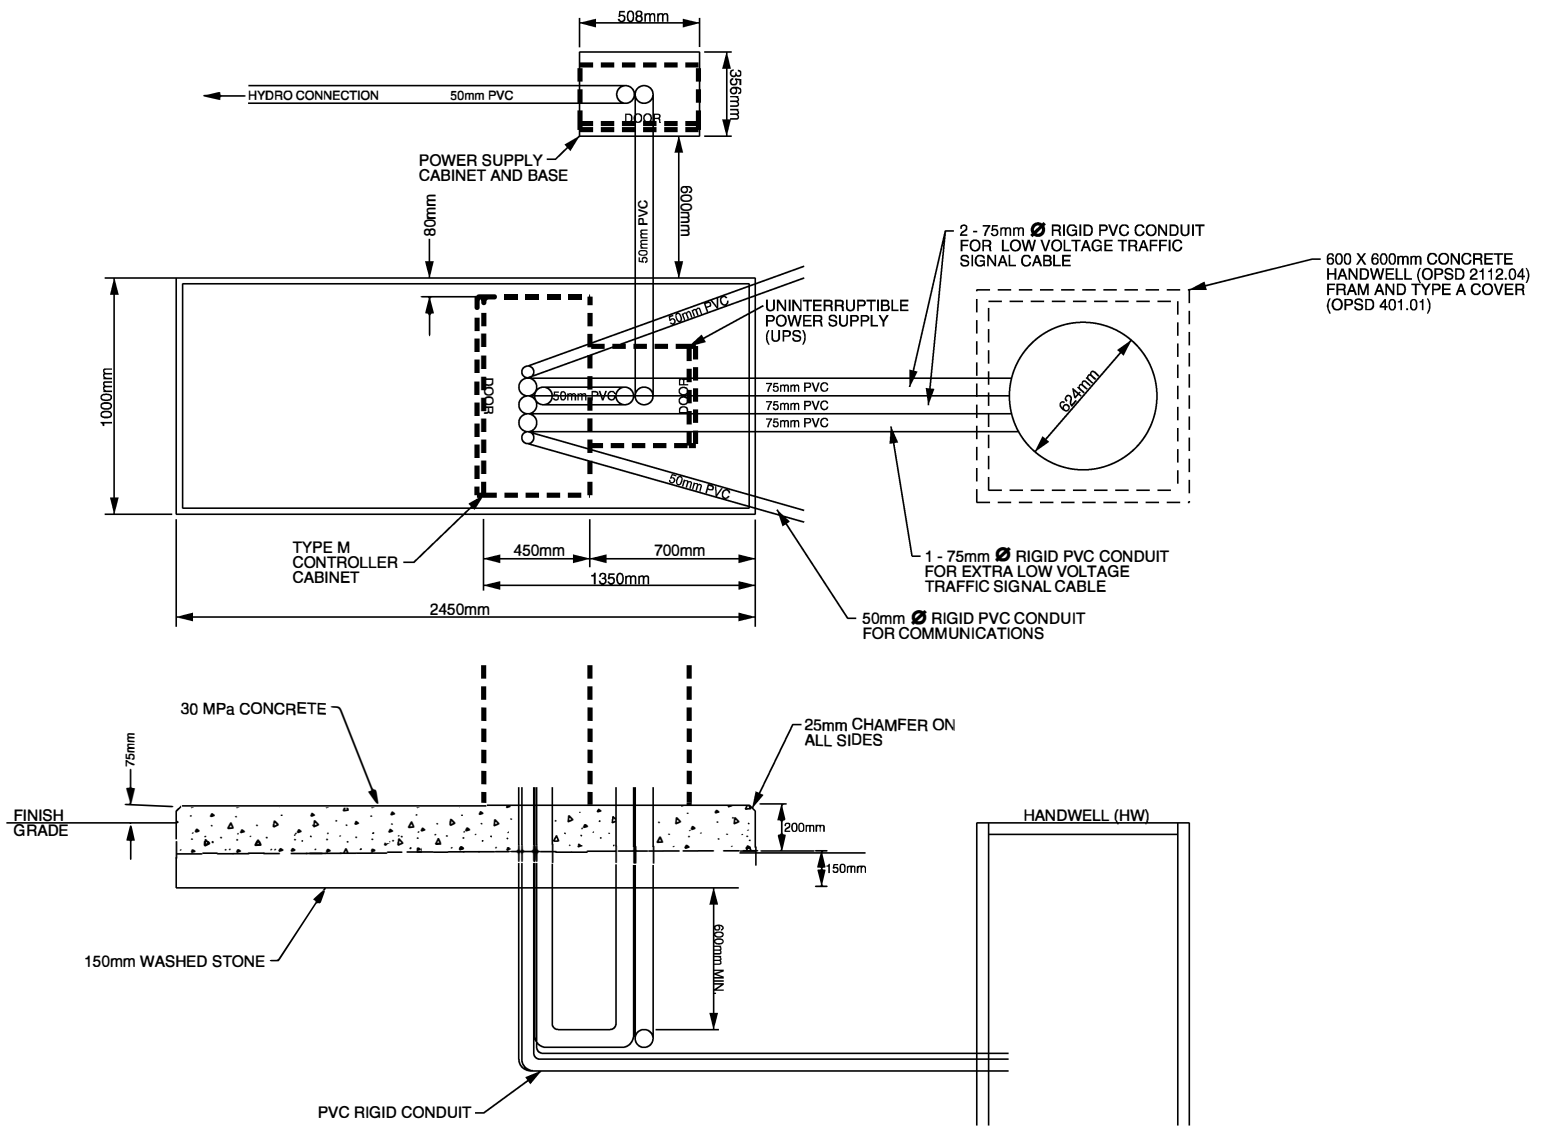 508mm
356mm
HYDRO CONNECTION
50mm PVC
DOOR
POWER SUPPLY
CABINET AND BASE
80mm
600mm
50mm PVC
2 - 75mm Ø RIGID PVC CONDUIT
FOR LOW VOLTAGE TRAFFIC
SIGNAL CABLE
600 X 600mm CONCRETE
HANDWELL (OPSD 2112.04)
FRAM AND TYPE A COVER
(OPSD 401.01)
50mm PVC
UNINTERRUPTIBLE
POWER SUPPLY
(UPS)
1000mm
DOOR
50mm PVC
DOOR
75mm PVC
75mm PVC
75mm PVC
624mm
50mm PVC
TYPE M
CONTROLLER
CABINET
450mm
700mm
1350mm
2450mm
1 - 75mm Ø RIGID PVC CONDUIT
FOR EXTRA LOW VOLTAGE
TRAFFIC SIGNAL CABLE
50mm Ø RIGID PVC CONDUIT
FOR COMMUNICATIONS
30 MPa CONCRETE
25mm CHAMFER ON
ALL SIDES
75mm
FINISH
GRADE
200mm
150mm
HANDWELL (HW)
150mm WASHED STONE
600mm MIN.
PVC RIGID CONDUIT